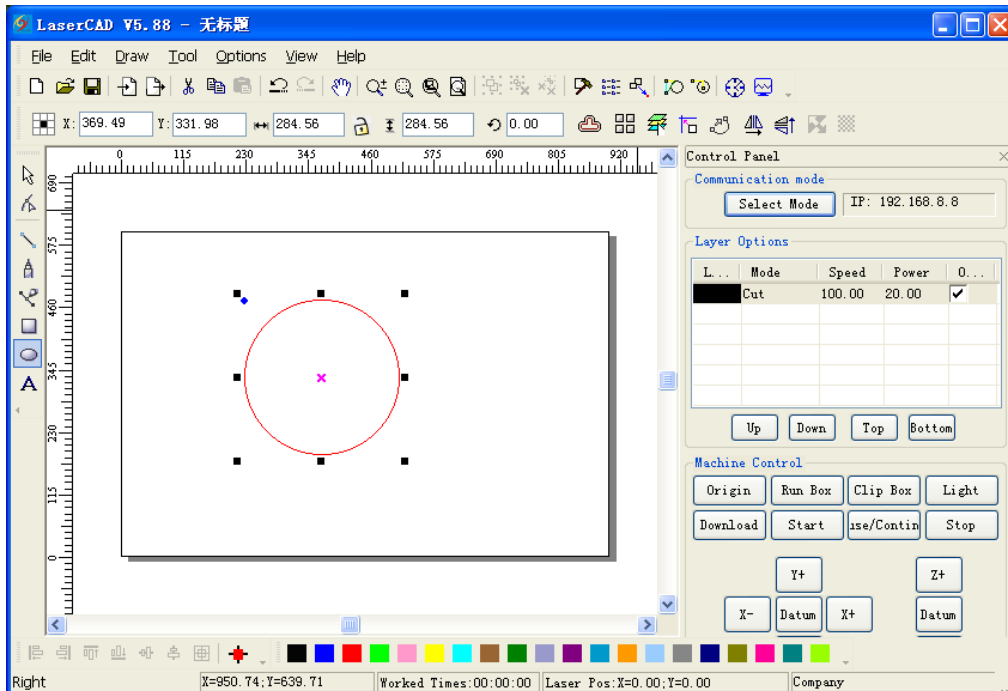 LaserCAD V5.88 - 无标题
File Edit Draw Tool Options View Help
X: 369.49 Y: 331.98 284.56 284.56 0.00
0 115 230 345 460 575 690 805 920
Control Panel
690
575
460
345
230
115
0
Communication mode
Select Mode IP: 192.168.8.8
Layer Options
L... Mode Speed Power O...
Cut 100.00 20.00
Up Down Top Bottom
Machine Control
Origin Run Box Clip Box Light
Download Start use/Contin Stop
Y+ Z+
X- Datum X+ Datum
A
Right X=950.74;Y=639.71 Worked Times:00:00:00 Laser Pos:X=0.00;Y=0.00 Company